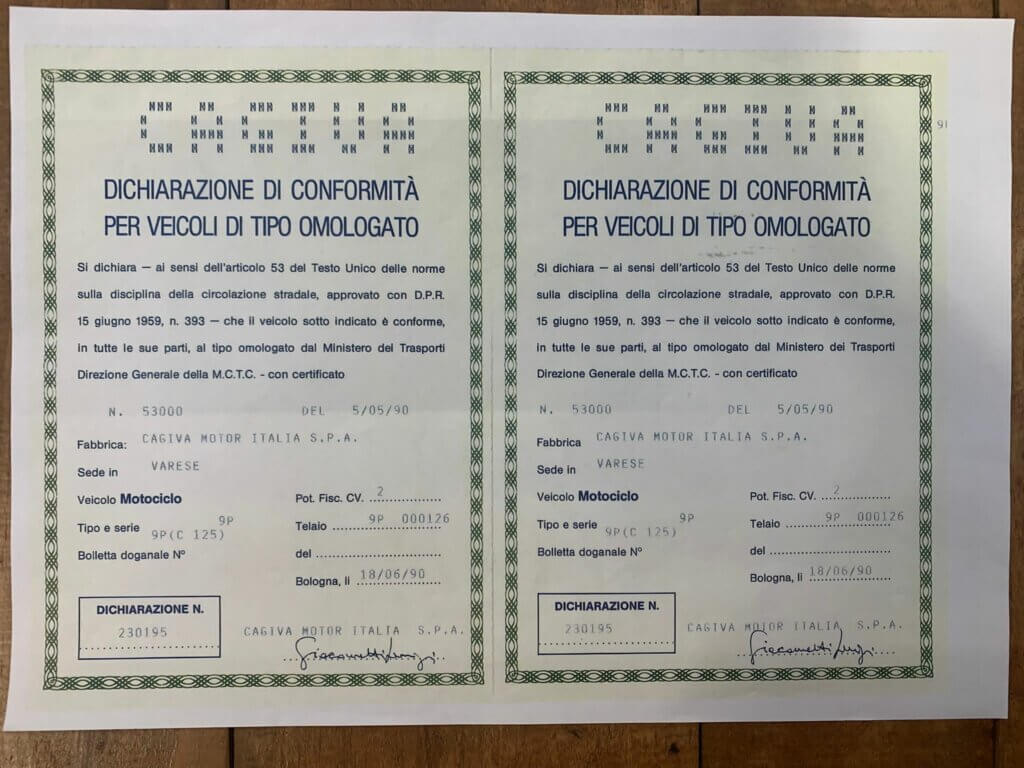 CAGIVA
DICHIARAZIONE DI CONFORMITÀ
PER VEICOLI DI TIPO OMOLOGATO
Si dichiara — ai sensi dell'articolo 53 del Testo Unico delle norme
sulla disciplina della circolazione stradale, approvato con D.P.R.
15 giugno 1959, n. 393 — che il veicolo sotto indicato è conforme,
in tutte le sue parti, al tipo omologato dal Ministero dei Trasporti
Direzione Generale della M.C.T.C. - con certificato
N. 53000 DEL 5/05/90
Fabbrica: CAGIVA MOTOR ITALIA S.P.A.
Sede in VARESE
Veicolo Motociclo Pot. Fisc. CV. 2
Tipo e serie 9P 9P(C 125) Telaio 9P 000126
Bolletta doganale N° del
Bologna, li 18/06/90
DICHIARAZIONE N.
230195
CAGIVA MOTOR ITALIA S.P.A.
CAGIVA
91
DICHIARAZIONE DI CONFORMITÀ
PER VEICOLI DI TIPO OMOLOGATO
Si dichiara — ai sensi dell'articolo 53 del Testo Unico delle norme
sulla disciplina della circolazione stradale, approvato con D.P.R.
15 giugno 1959, n. 393 — che il veicolo sotto indicato è conforme,
in tutte le sue parti, al tipo omologato dal Ministero dei Trasporti
Direzione Generale della M.C.T.C. - con certificato
N. 53000 DEL 5/05/90
Fabbrica CAGIVA MOTOR ITALIA S.P.A.
Sede in VARESE
Veicolo Motociclo Pot. Fisc. CV. 2
Tipo e serie 9P 9P(C 125) Telaio 9P 000126
Bolletta doganale N° del
Bologna, li 18/06/90
DICHIARAZIONE N.
230195
CAGIVA MOTOR ITALIA S.P.A.